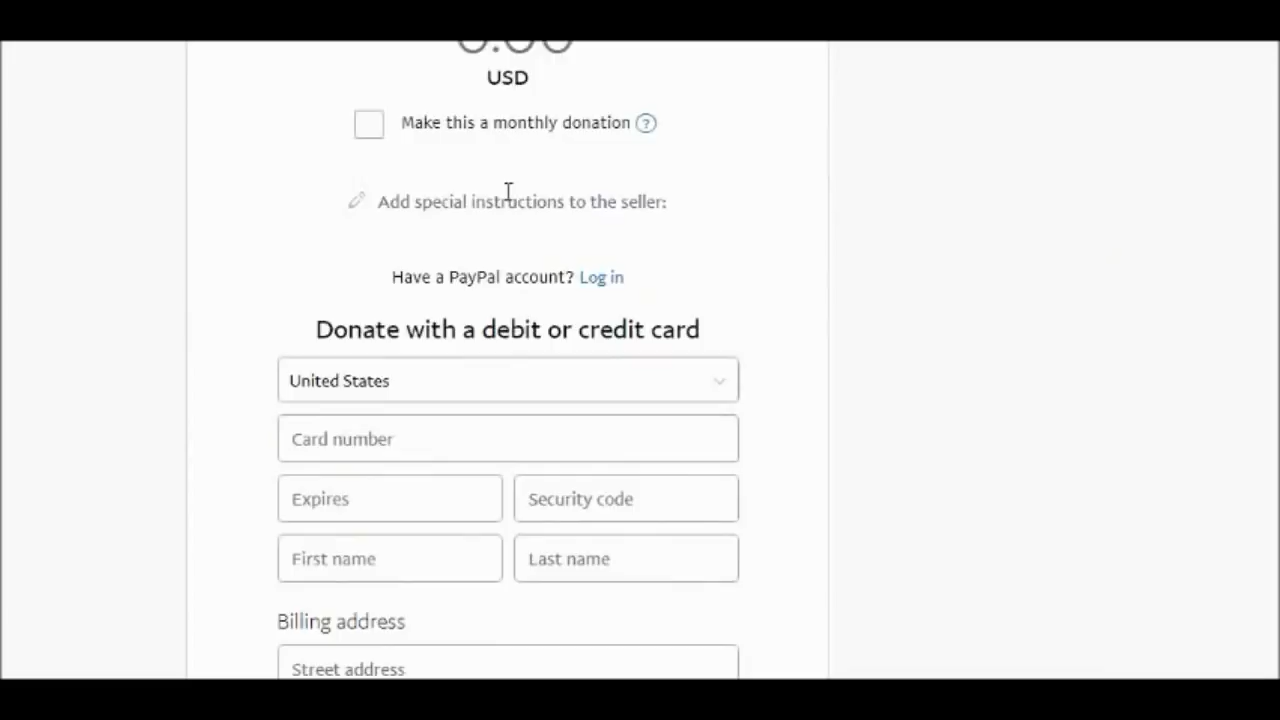 USD
Make this a monthly donation ?
Add special instructions to the seller:
Have a PayPal account? Log in
Donate with a debit or credit card
United States
Card number
Expires Security code
First name Last name
Billing address
Street address